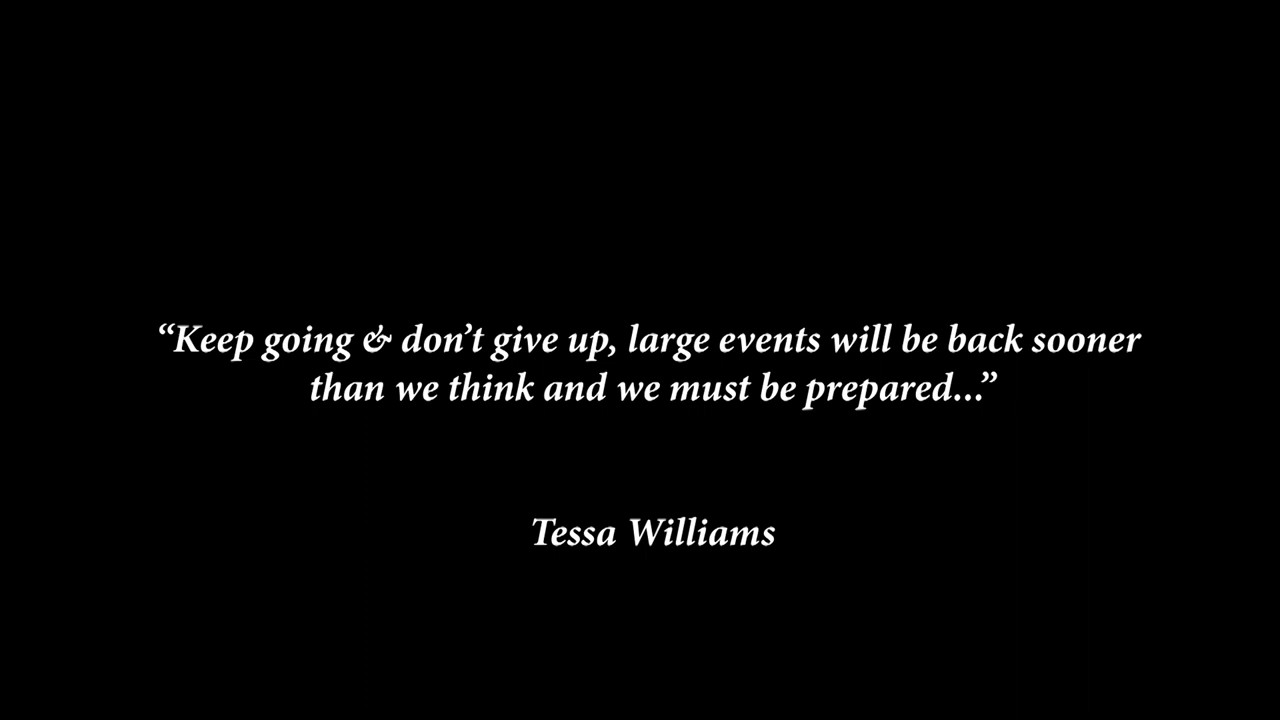 “Keep going & don’t give up, large events will be back sooner
than we think and we must be prepared...”
Tessa Williams